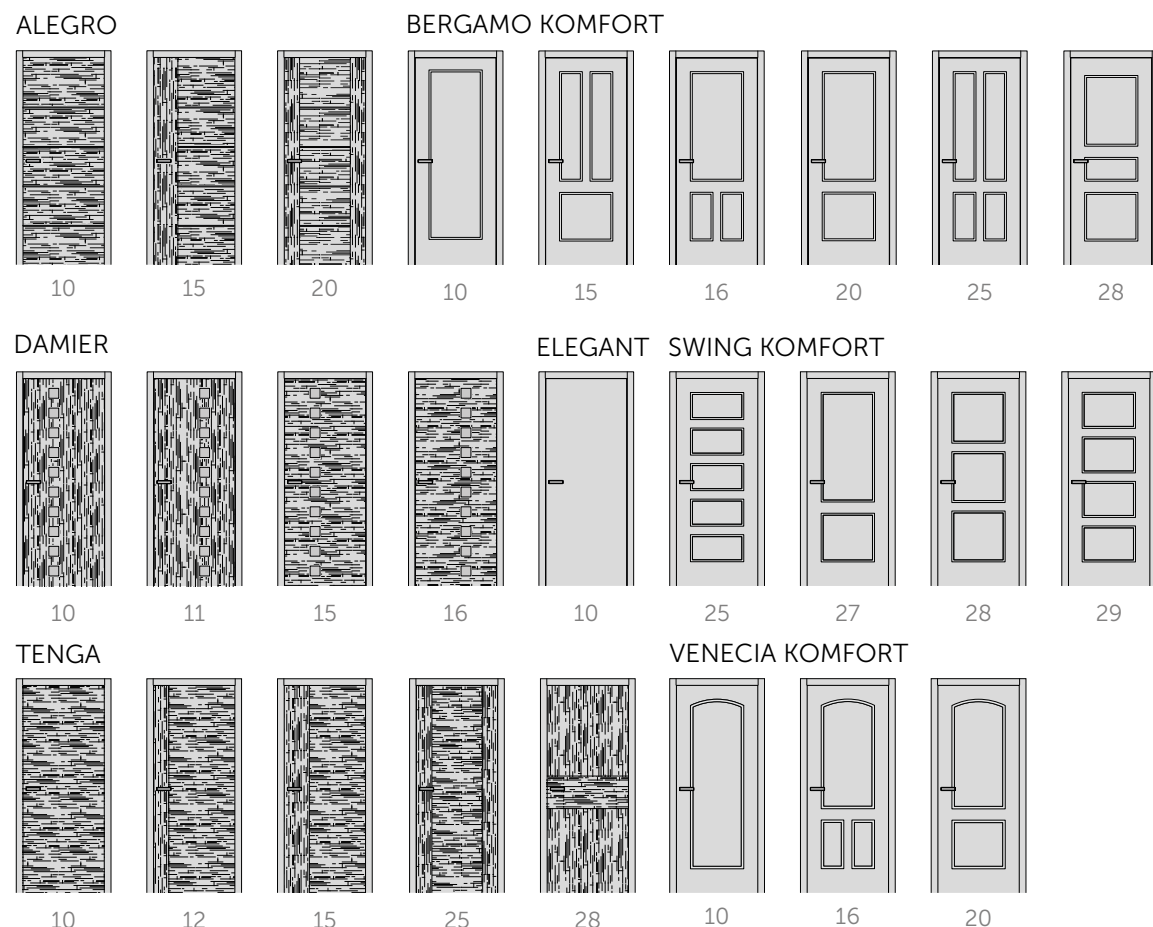 ALEGRO BERGAMO KOMFORT
10 15 20 10 15 16 20 25 28
DAMIER ELEGANT SWING KOMFORT
10 11 15 16 10 25 27 28 29
TENGA VENECIA KOMFORT
10 12 15 25 28 10 16 20